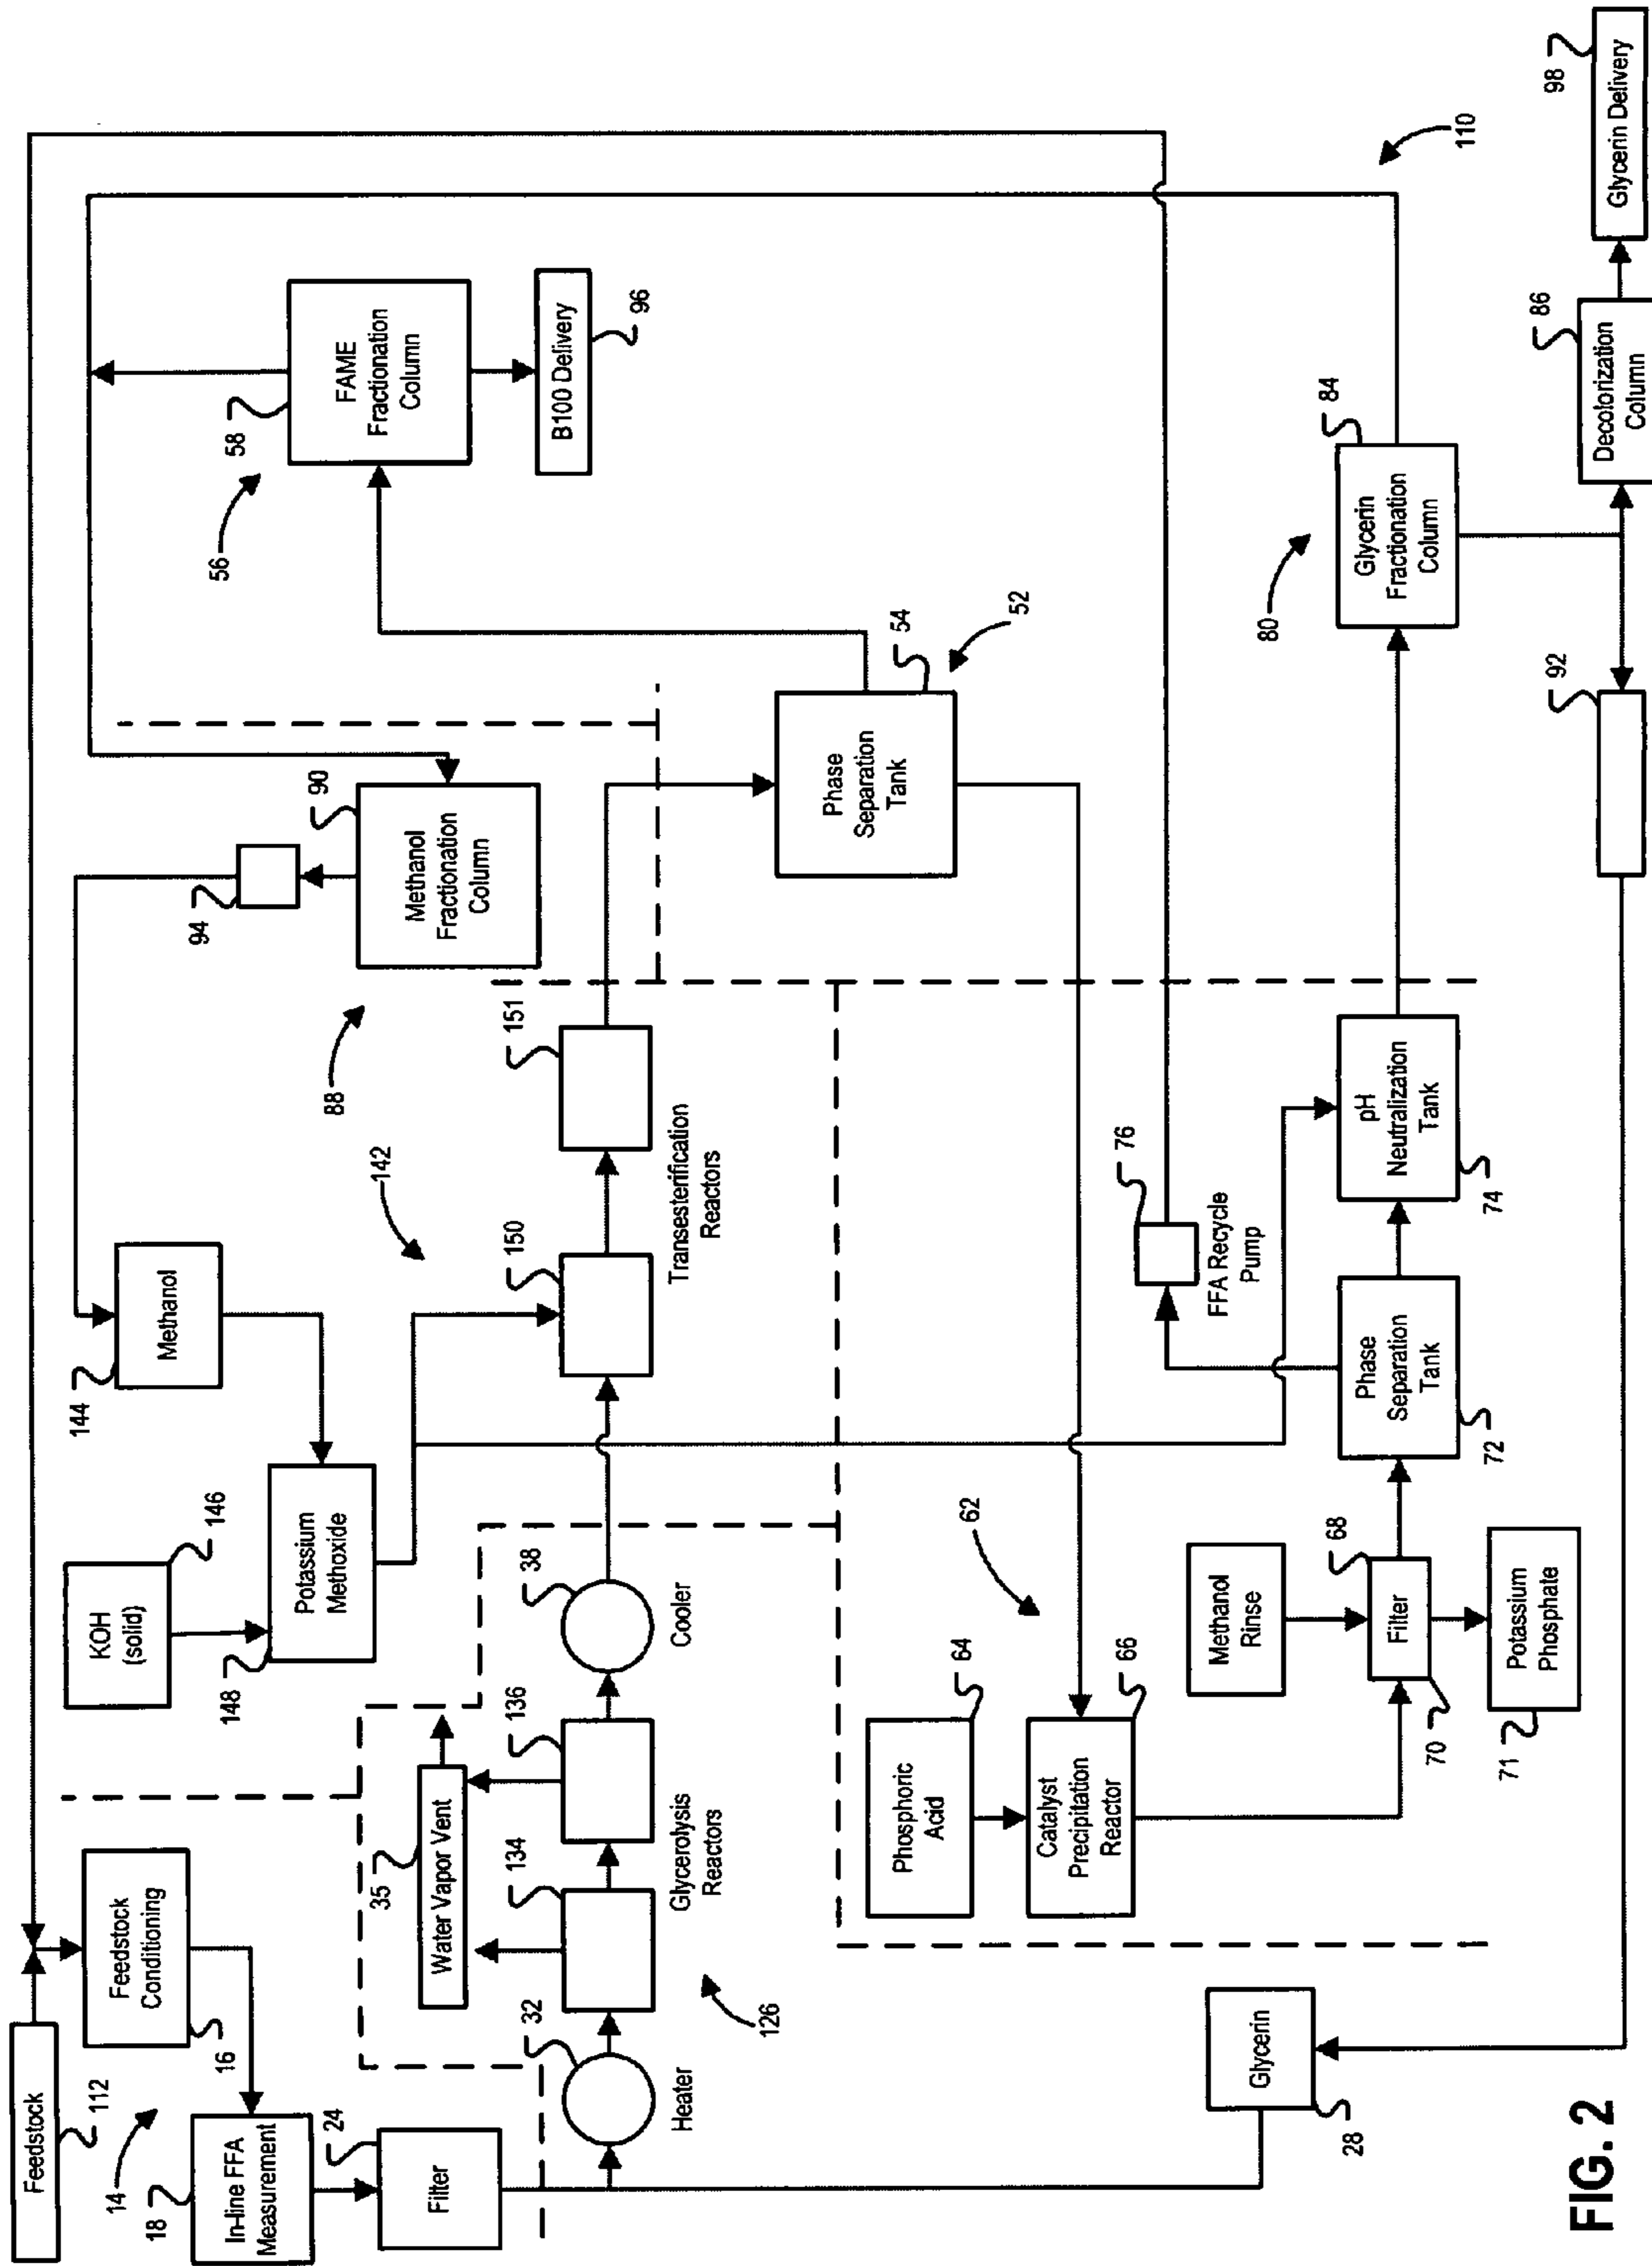 Feedstock
112
14
Feedstock
Conditioning
16
18
In-line FFA
Measurement
24
Filter
KOH
(solid)
146
144
Methanol
148
Potassium
Methoxide
94
90
Methanol
Fractionation
Column
88
58
FAME
Fractionation
Column
56
B100 Delivery
96
35
Water Vapor Vent
32
Heater
134
136
Glycerolysis
Reactors
126
38
Cooler
142
150
151
Transesterification
Reactors
Phase
Separation
Tank
54
52
62
Phosphoric
Acid
64
Catalyst
Precipitation
Reactor
66
Methanol
Rinse
68
Filter
70
Potassium
Phosphate
71
Phase
Separation
Tank
72
76
FFA Recycle
Pump
pH
Neutralization
Tank
74
80
Glycerin
Fractionation
Column
84
110
92
Decolorization
Column
86
Glycerin Delivery
98
Glycerin
28
FIG. 2